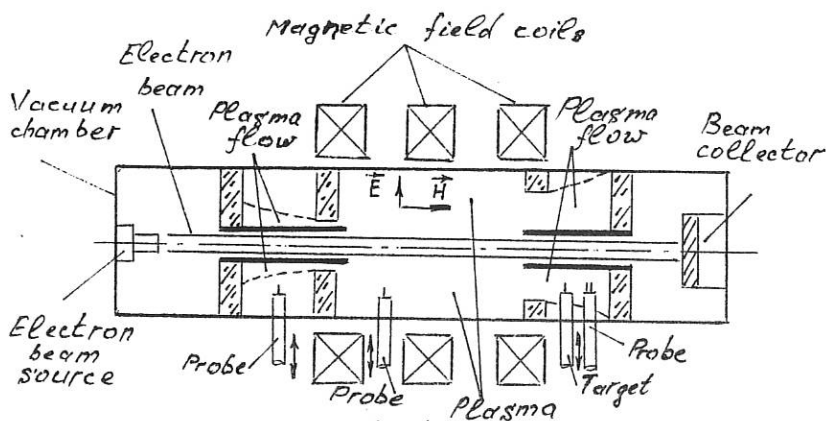 Magnetic field coils
Electron
beam
Vacuum
chamber
Plasma
flow
Plasma
flow
Beam
collector
E
H
Electron
beam
source
Probe
Probe
Plasma
Target
Probe